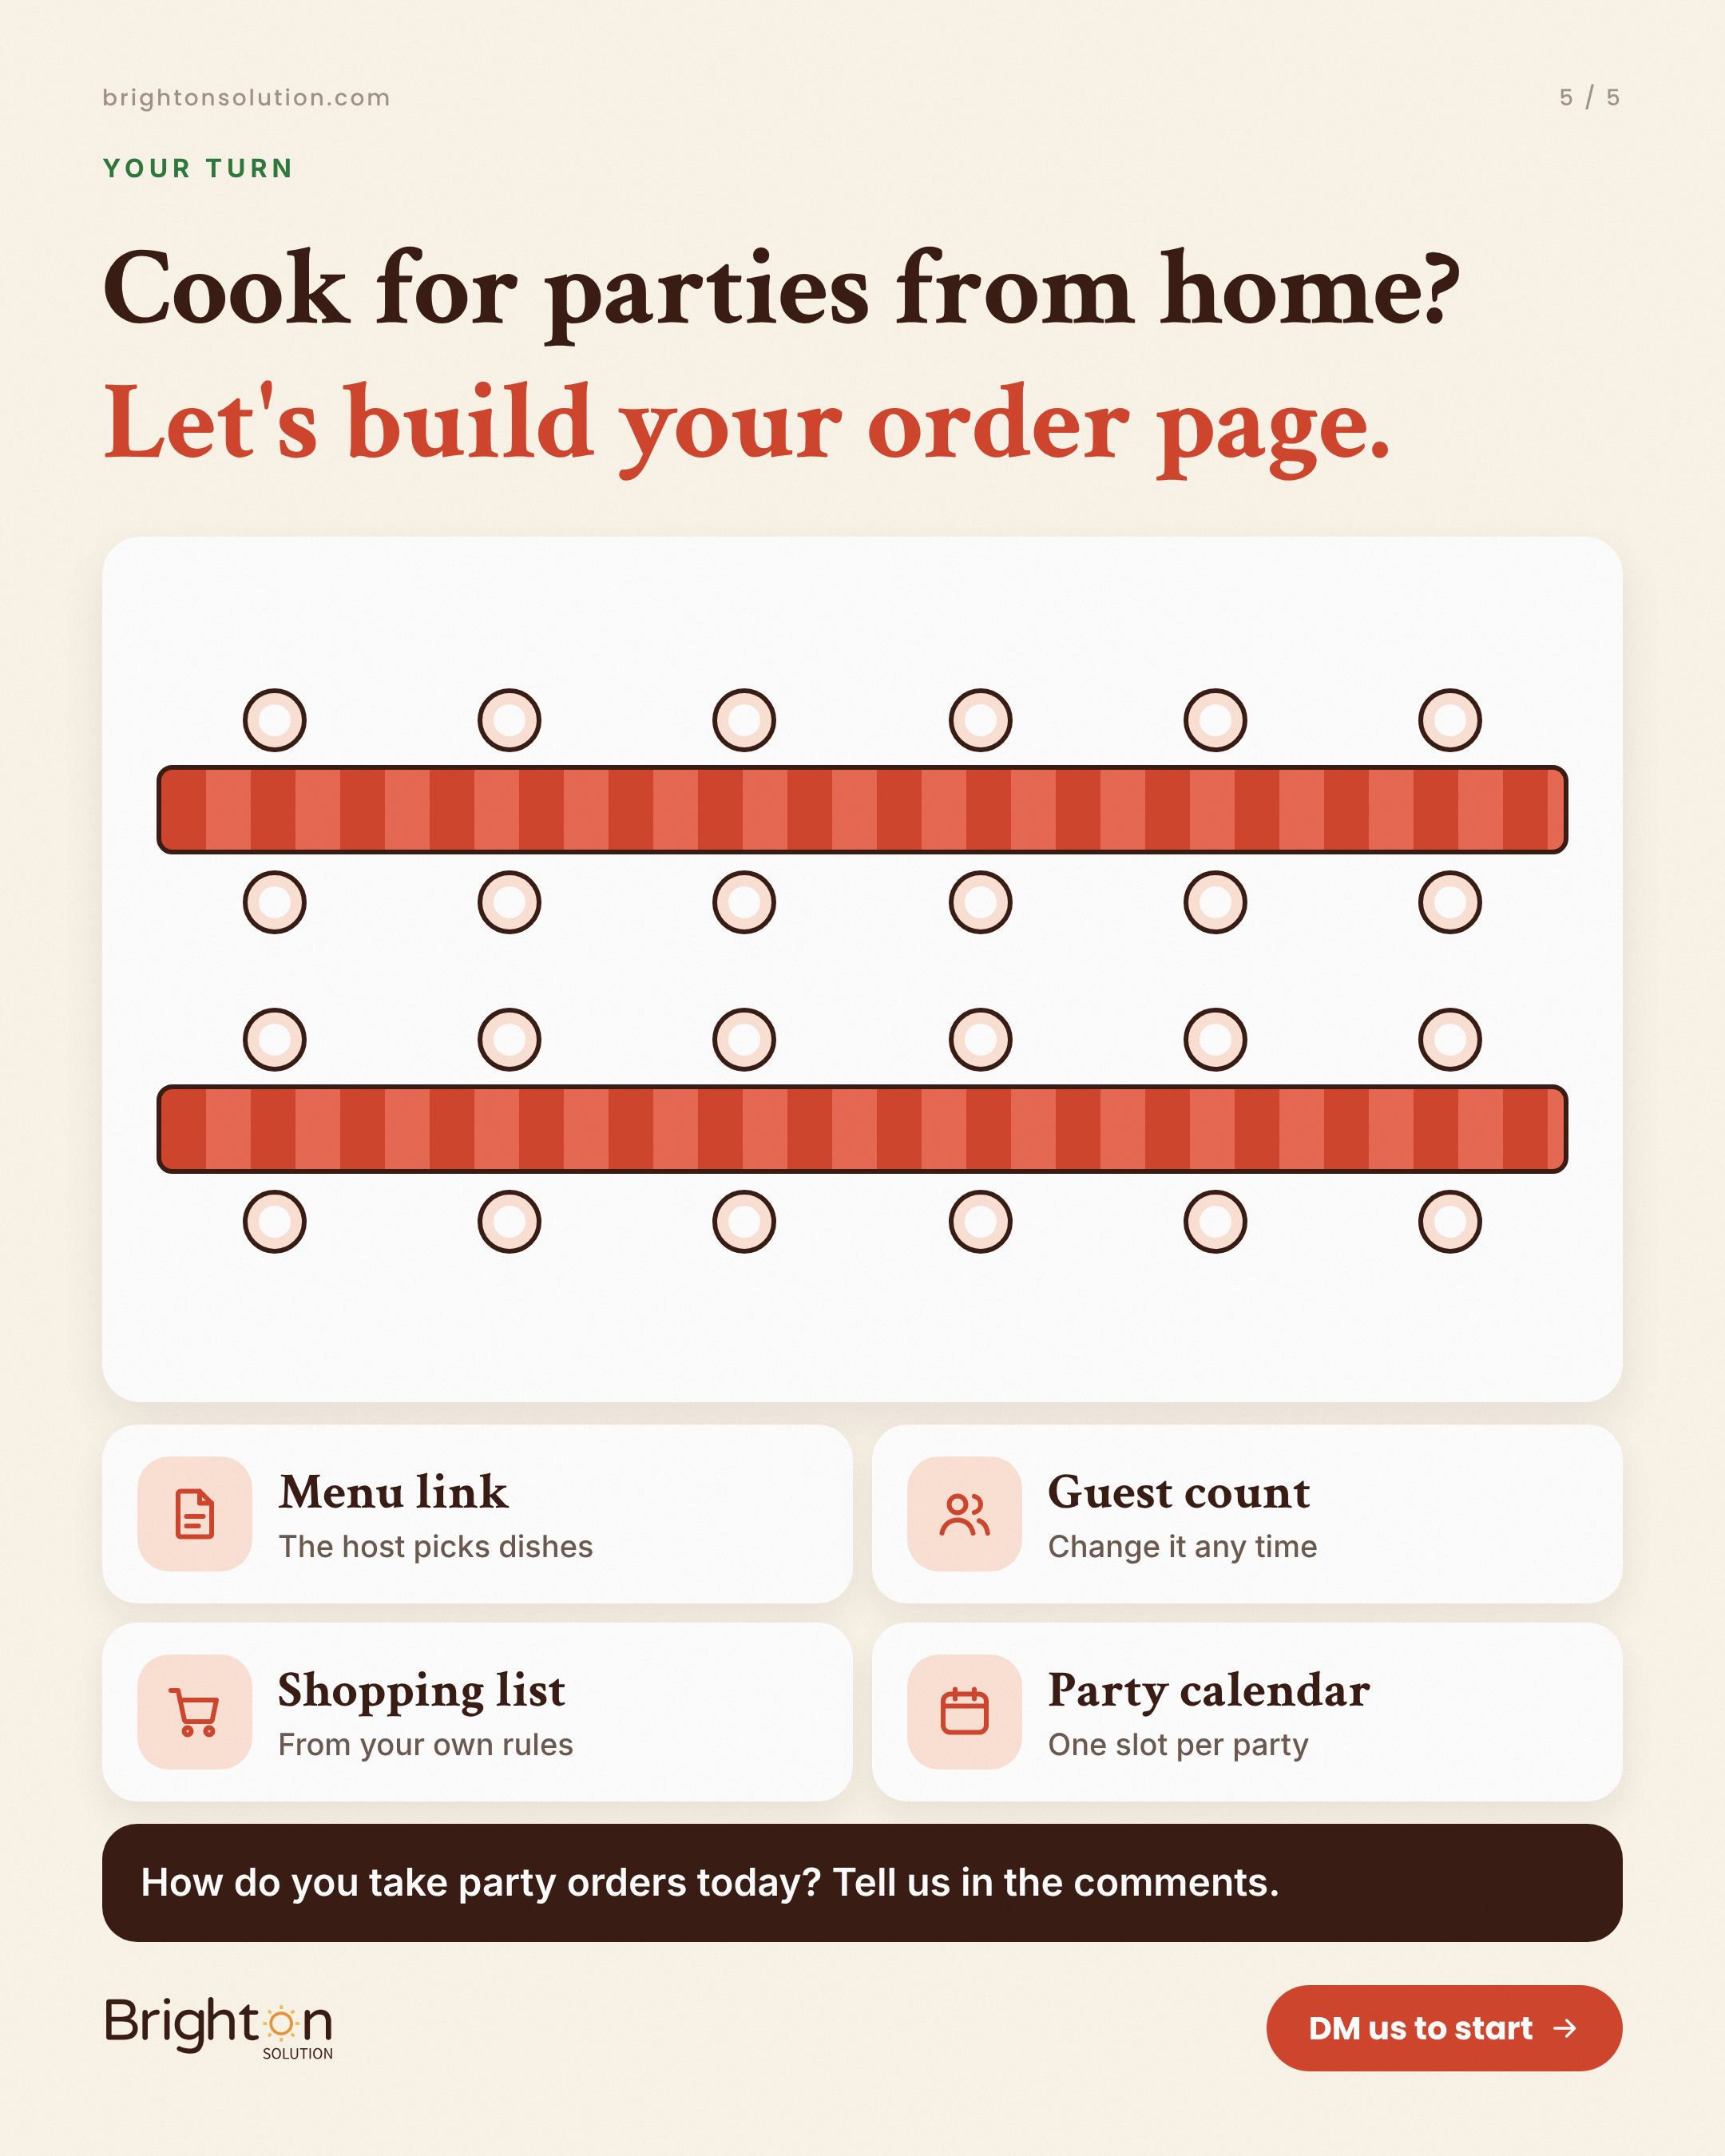 brightonsolution.com
5 / 5
YOUR TURN
Cook for parties from home?
Let's build your order page.
Menu link
The host picks dishes
Guest count
Change it any time
Shopping list
From your own rules
Party calendar
One slot per party
How do you take party orders today? Tell us in the comments.
Brighton
SOLUTION
DM us to start →